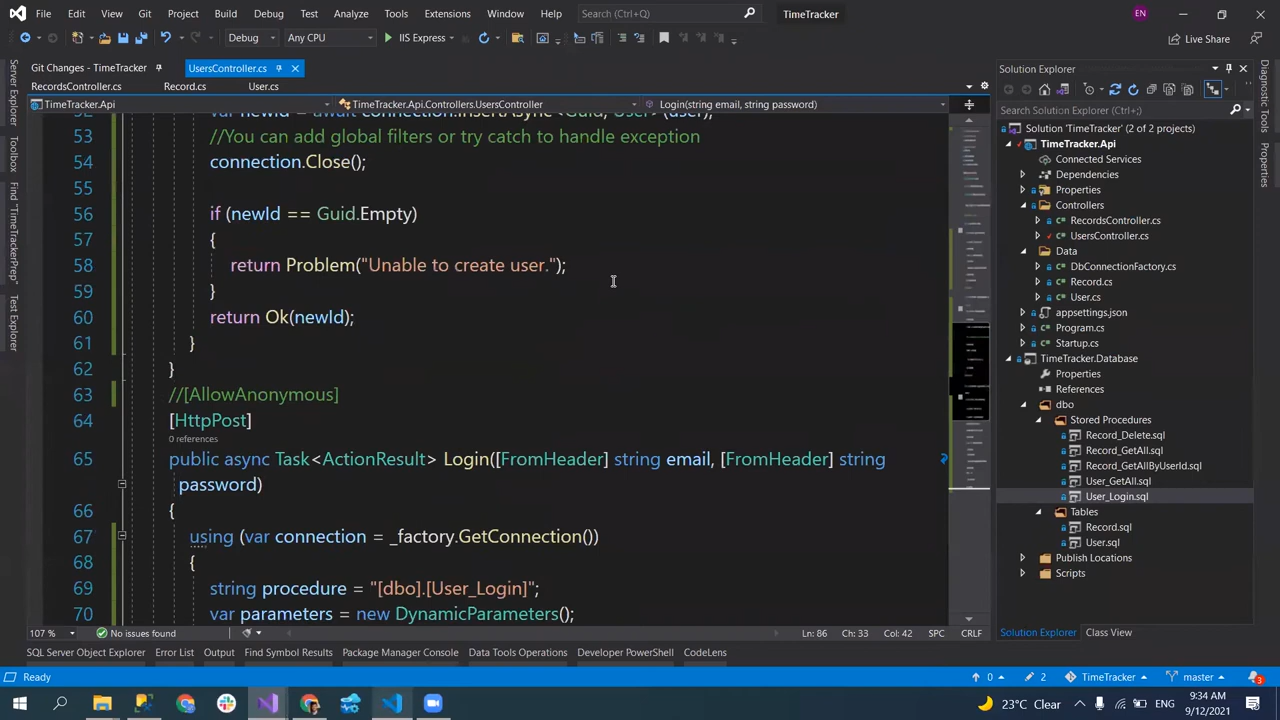 File Edit View Git Project Build Debug Test Analyze Tools Extensions Window Help Search (Ctrl+Q) TimeTracker EN
Debug Any CPU IIS Express Live Share
Git Changes - TimeTracker UsersController.cs
RecordsController.cs Record.cs User.cs
TimeTracker.Api TimeTracker.Api.Controllers.UsersController Login(string email, string password)
53 //You can add global filters or try catch to handle exception
54 connection.Close();
55
56 if (newId == Guid.Empty)
57 {
58 return Problem("Unable to create user");
59 }
60 return Ok(newId);
61
62 }
63 //[AllowAnonymous]
64 [HttpPost]
0 references
65 public async Task<ActionResult> Login([FromHeader] string email, [FromHeader] string
password)
66 {
67 using (var connection = _factory.GetConnection())
68 {
69 string procedure = "[dbo].[User_Login]";
70 var parameters = new DynamicParameters();
107 % No issues found Ln: 86 Ch: 33 Col: 42 SPC CRLF
Server Explorer
SQL Server Object Explorer Error List Output Find Symbol Results Package Manager Console Data Tools Operations Developer PowerShell CodeLens
Ready 0 2 TimeTracker master 3
Solution Explorer
Search Solution Explorer (Ctrl+;)
Solution 'TimeTracker' (2 of 2 projects)
TimeTracker.Api
Connected Services
Dependencies
Properties
Controllers
RecordsController.cs
UsersController.cs
Data
DbConnectionFactory.cs
Record.cs
User.cs
appsettings.json
Program.cs
Startup.cs
TimeTracker.Database
Properties
References
dbo
Stored Procedures
Record_Delete.sql
Record_GetAll.sql
Record_GetAllByUserId.sql
User_GetAll.sql
User_Login.sql
Tables
Record.sql
User.sql
Publish Locations
Scripts
Solution Explorer Class View
Diagnostic Tools
Properties
23°C Clear
9:34 AM
9/12/2021